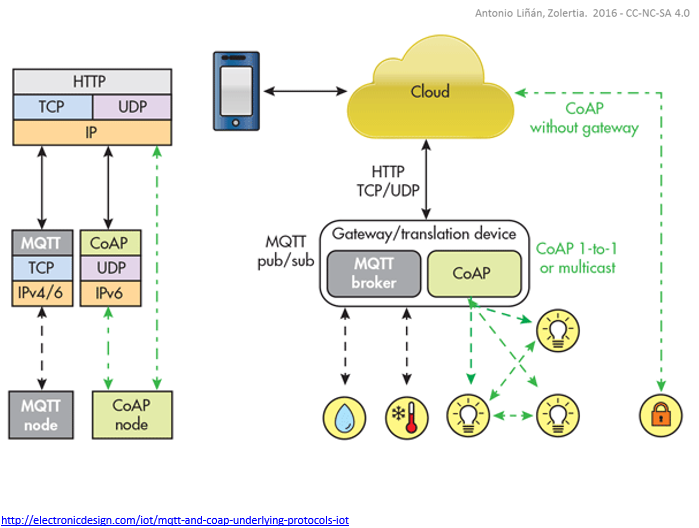 Antonio Liñán, Zolertia.  2016 - CC-NC-SA 4.0
HTTP
TCP
UDP
IP
MQTT
TCP
IPv4/6
CoAP
UDP
IPv6
MQTT
node
CoAP
node
Cloud
CoAP
without gateway
HTTP
TCP/UDP
MQTT
pub/sub
Gateway/translation device
MQTT
broker
CoAP
CoAP 1-to-1
or multicast
http://electronicdesign.com/iot/mqtt-and-coap-underlying-protocols-iot